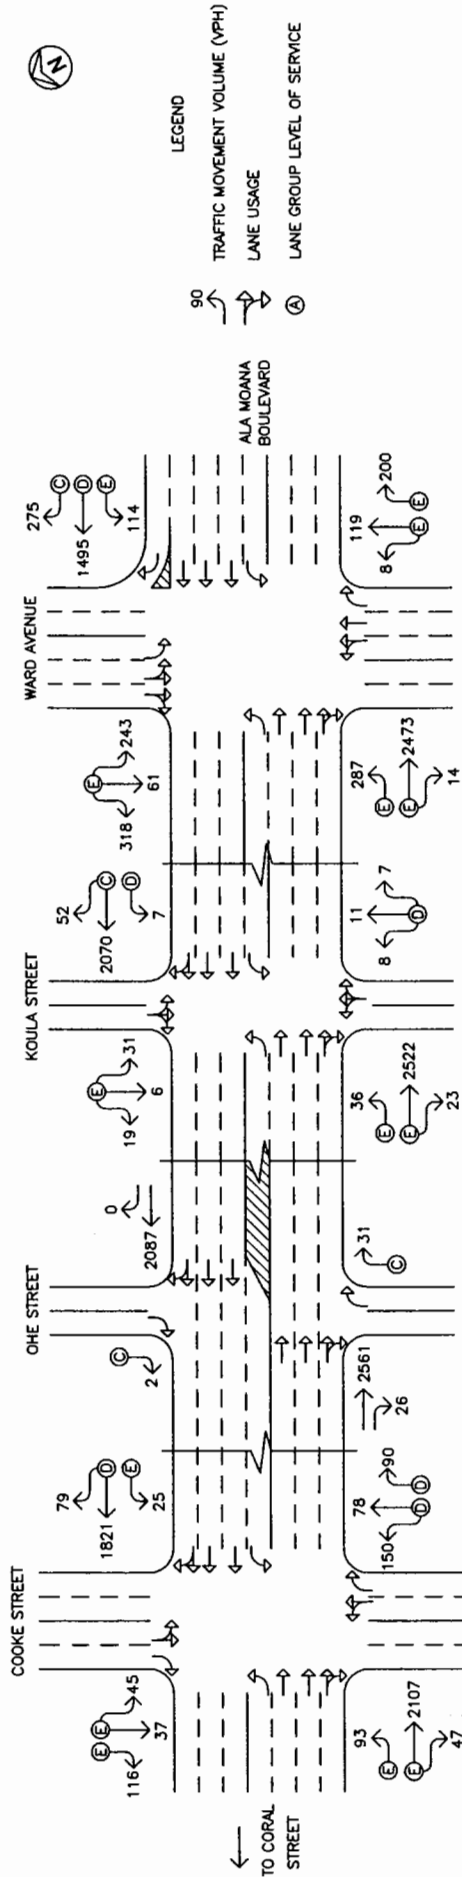 COOKE STREET
OHE STREET
KOULA STREET
WARD AVENUE
N
LEGEND
90
TRAFFIC MOVEMENT VOLUME (VPH)
LANE USAGE
A
LANE GROUP LEVEL OF SERVICE
ALA MOANA
BOULEVARD
TO CORAL
STREET
116
E
E
45
37
79
1821
D
E
25
93
E
2107
E
47
150
78
90
D
D
C
2
0
2087
2561
26
31
C
19
E
31
6
52
2070
C
D
7
36
E
2522
E
23
8
11
7
D
318
E
243
61
275
C
1495
D
E
114
287
E
2473
E
14
8
119
200
E
E